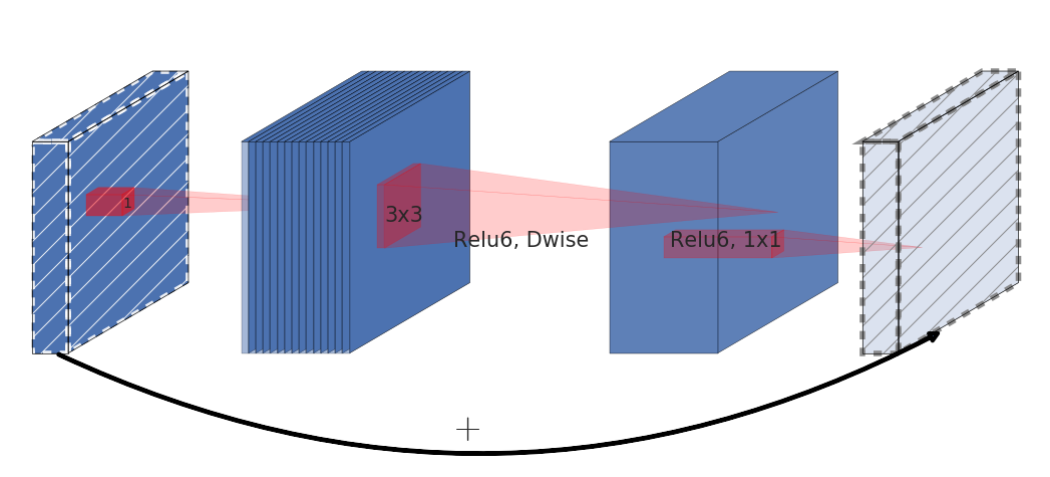 1
3x3
Relu6, Dwise
Relu6, 1x1
+